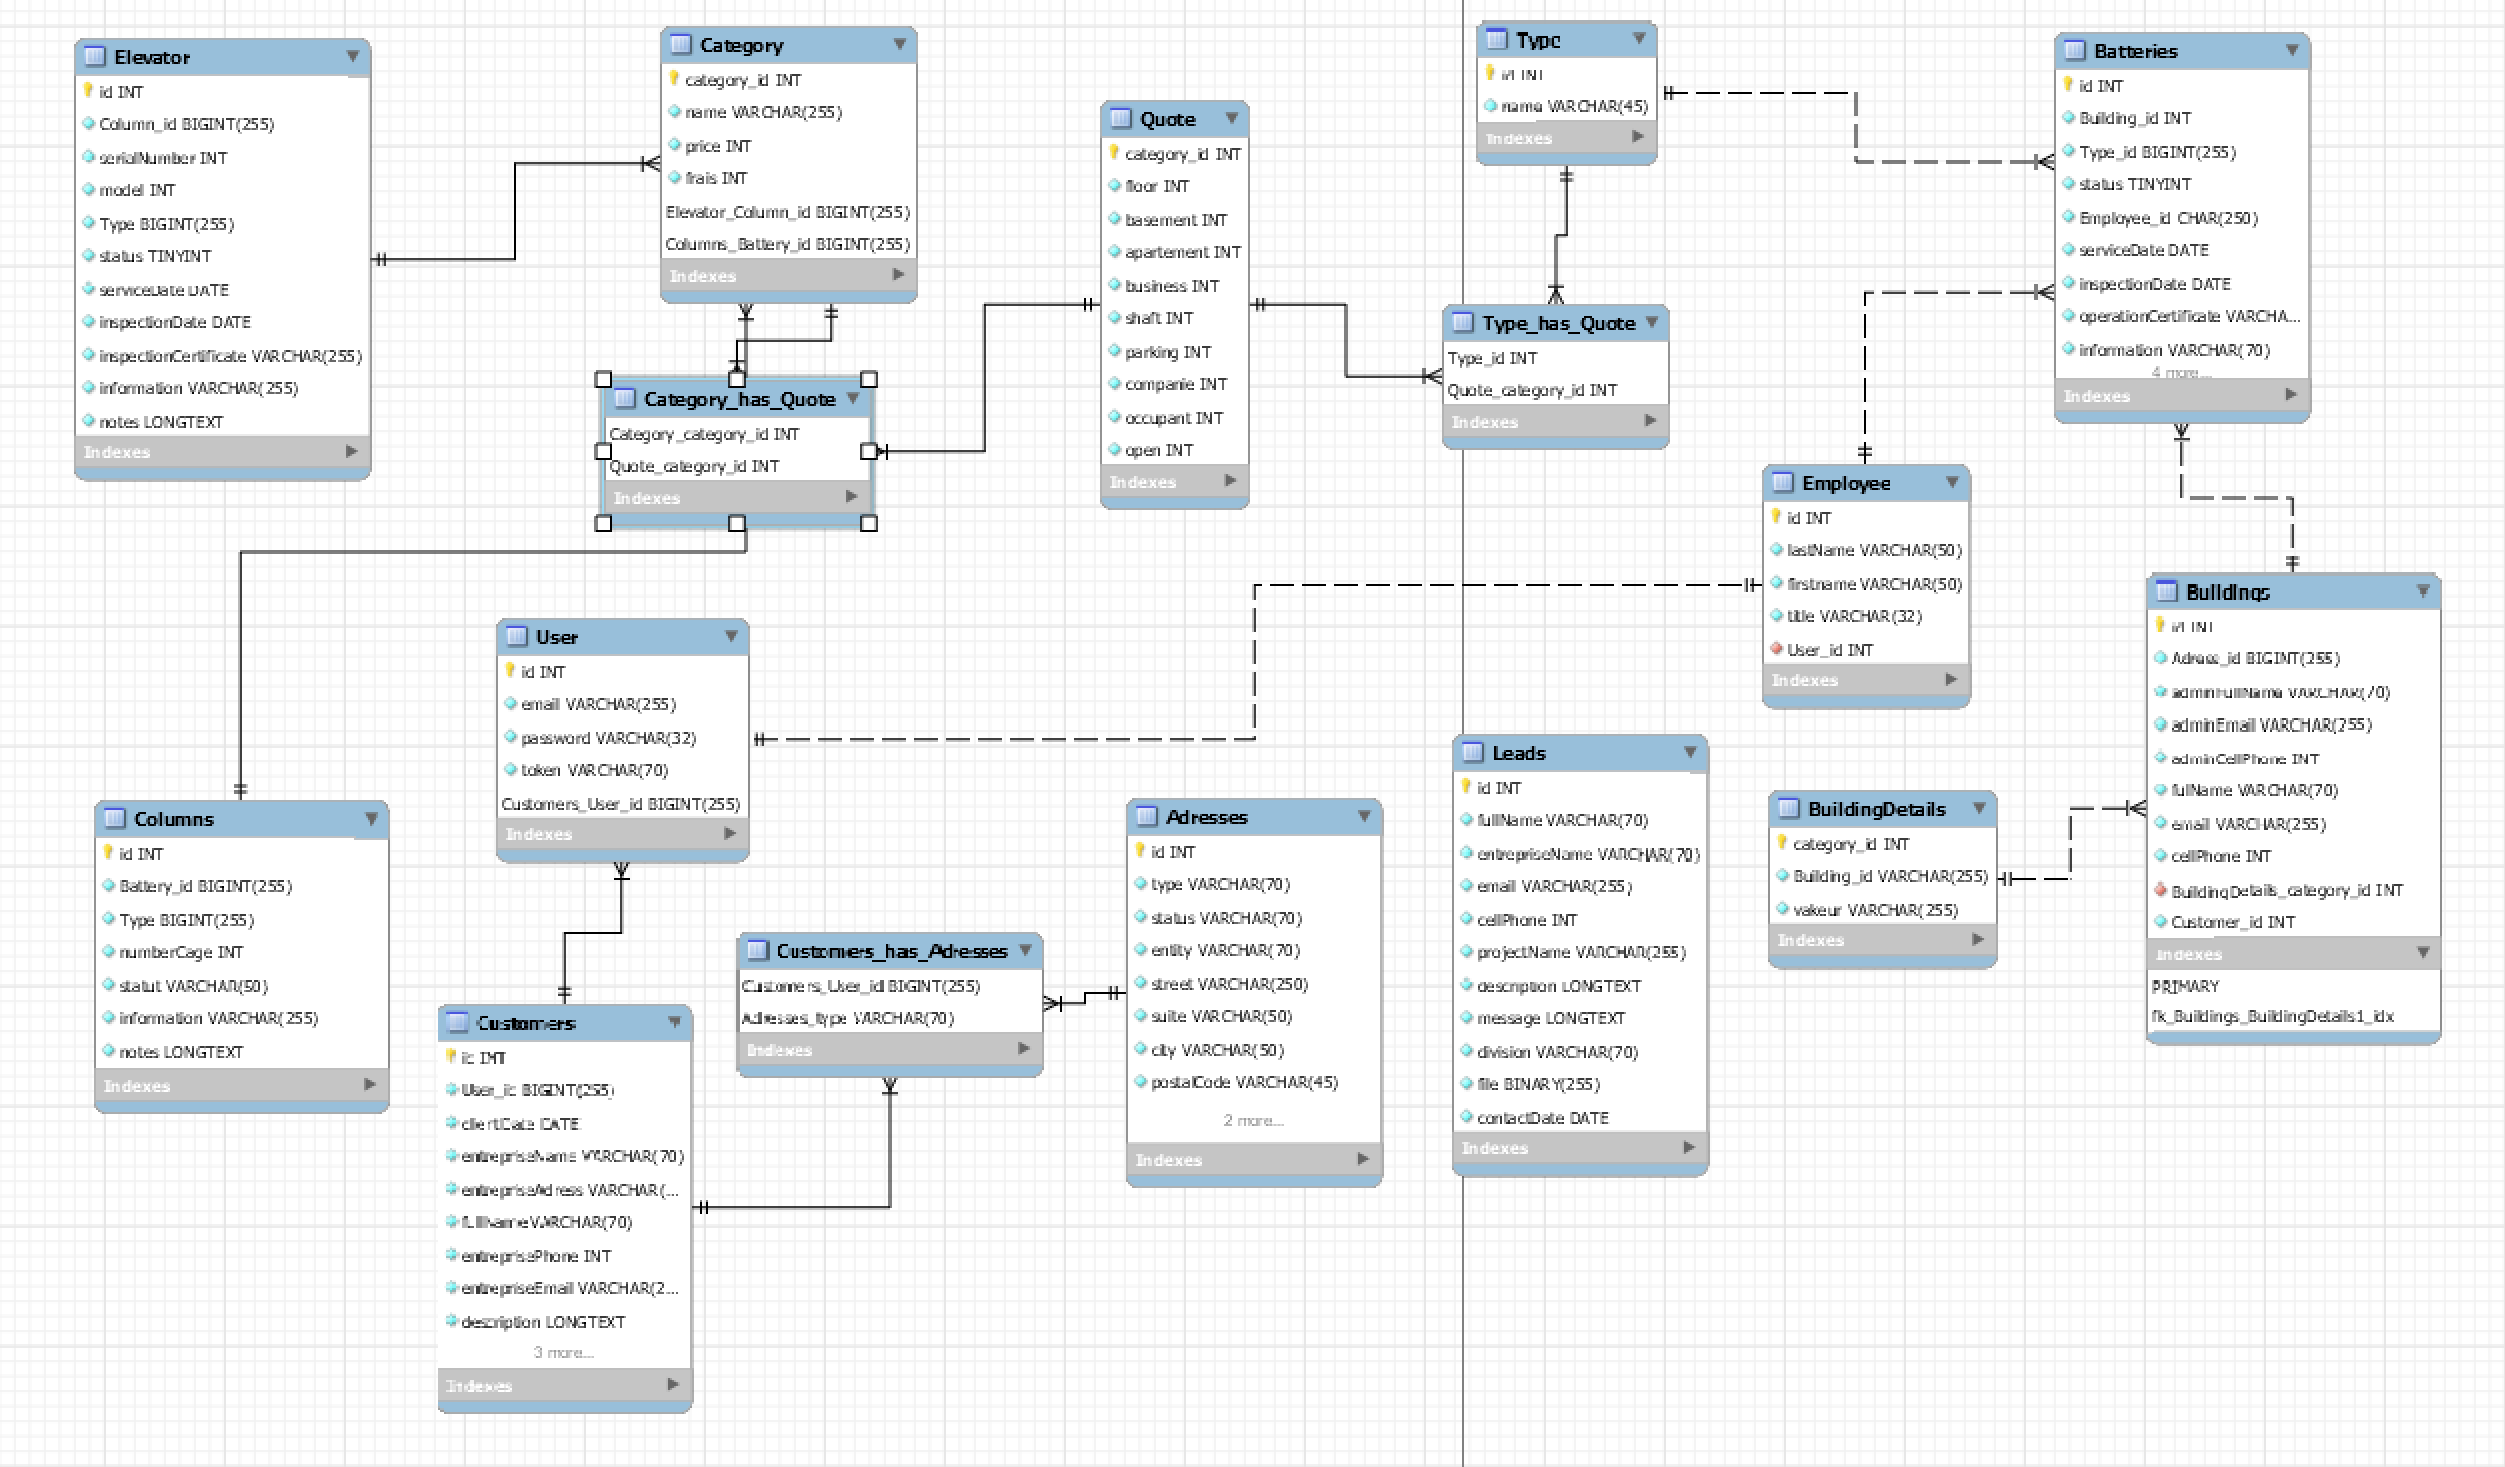 Elevator
id INT
Column_id BIGINT(255)
serialNumber INT
model INT
Type BIGINT(255)
status TINYINT
serviceDate DATE
inspectionDate DATE
inspectionCertificate VARCHAR(255)
information VARCHAR(255)
notes LONGTEXT
Indexes
Category
category_id INT
name VARCHAR(255)
price INT
frais INT
Elevator_Column_id BIGINT(255)
Columns_Battery_id BIGINT(255)
Indexes
Category_has_Quote
Category_category_id INT
Quote_category_id INT
Indexes
Quote
category_id INT
floor INT
basement INT
apartement INT
business INT
shaft INT
parking INT
companie INT
occupant INT
open INT
Indexes
Type
id INT
name VARCHAR(45)
Indexes
Type_has_Quote
Type_id INT
Quote_category_id INT
Indexes
Batteries
id INT
Building_id INT
Type_id BIGINT(255)
status TINYINT
Employee_id CHAR(250)
serviceDate DATE
inspectionDate DATE
operationCertificate VARCHA...
information VARCHAR(70)
4 more...
Indexes
Employee
id INT
lastName VARCHAR(50)
firstname VARCHAR(50)
title VARCHAR(32)
User_id INT
Indexes
Buildings
id INT
Adress_id BIGINT(255)
adminFullName VARCHAR(70)
adminEmail VARCHAR(255)
adminCellPhone INT
fulName VARCHAR(70)
email VARCHAR(255)
cellPhone INT
BuildingDetails_category_id INT
Customer_id INT
Indexes
PRIMARY
fk_Buildings_BuildingDetails1_idx
User
id INT
email VARCHAR(255)
password VARCHAR(32)
token VARCHAR(70)
Customers_User_id BIGINT(255)
Indexes
Columns
id INT
Battery_id BIGINT(255)
Type BIGINT(255)
numberCage INT
statut VARCHAR(50)
information VARCHAR(255)
notes LONGTEXT
Indexes
Customers
id INT
User_id BIGINT(255)
clientDate DATE
entrepriseName VARCHAR(70)
entrepriseAdress VARCHAR(...
fullName VARCHAR(70)
entreprisePhone INT
entrepriseEmail VARCHAR(2...
description LONGTEXT
3 more...
Indexes
Customers_has_Adresses
Customers_User_id BIGINT(255)
Adresses_type VARCHAR(70)
Indexes
Adresses
id INT
type VARCHAR(70)
status VARCHAR(70)
entity VARCHAR(70)
street VARCHAR(250)
suite VARCHAR(50)
city VARCHAR(50)
postalCode VARCHAR(45)
2 more...
Indexes
Leads
id INT
fullName VARCHAR(70)
entrepriseName VARCHAR(70)
email VARCHAR(255)
cellPhone INT
projectName VARCHAR(255)
description LONGTEXT
message LONGTEXT
division VARCHAR(70)
file BINARY(255)
contactDate DATE
Indexes
BuildingDetails
category_id INT
Building_id VARCHAR(255)
vakeur VARCHAR(255)
Indexes